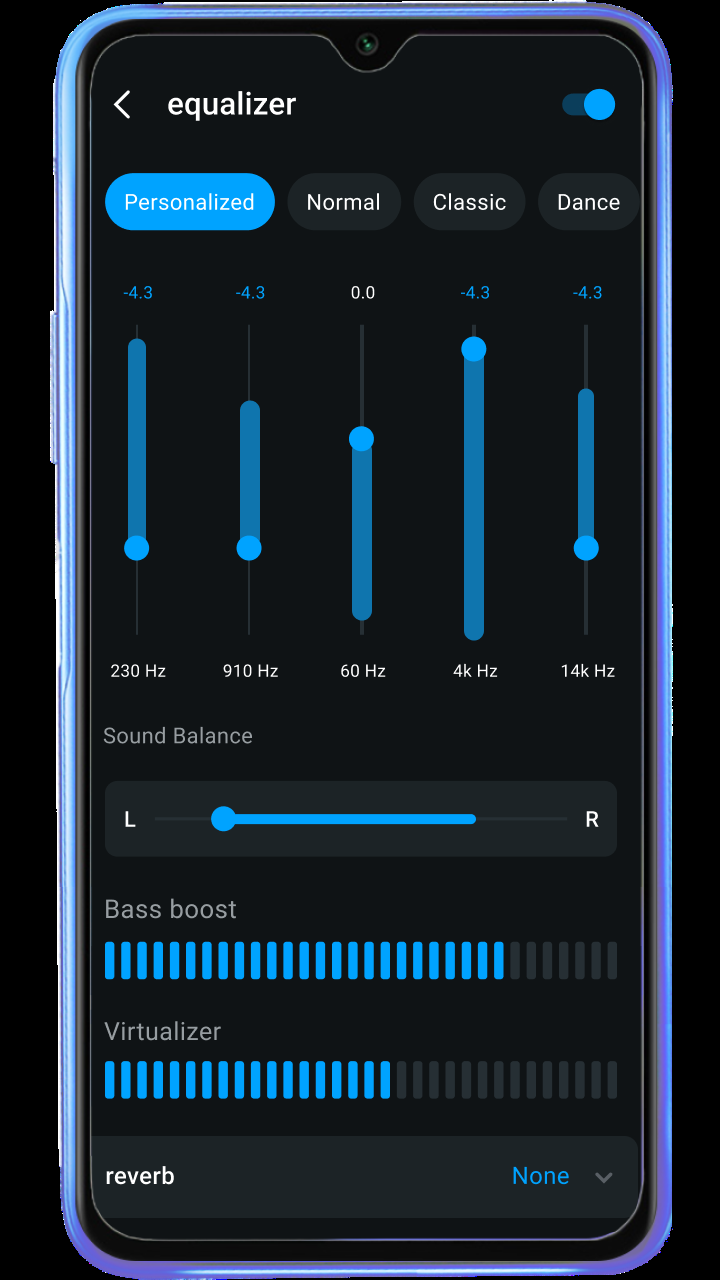 equalizer
Personalized Normal Classic Dance
-4.3 -4.3 0.0 -4.3 -4.3
230 Hz 910 Hz 60 Hz 4k Hz 14k Hz
Sound Balance
L R
Bass boost
Virtualizer
reverb None